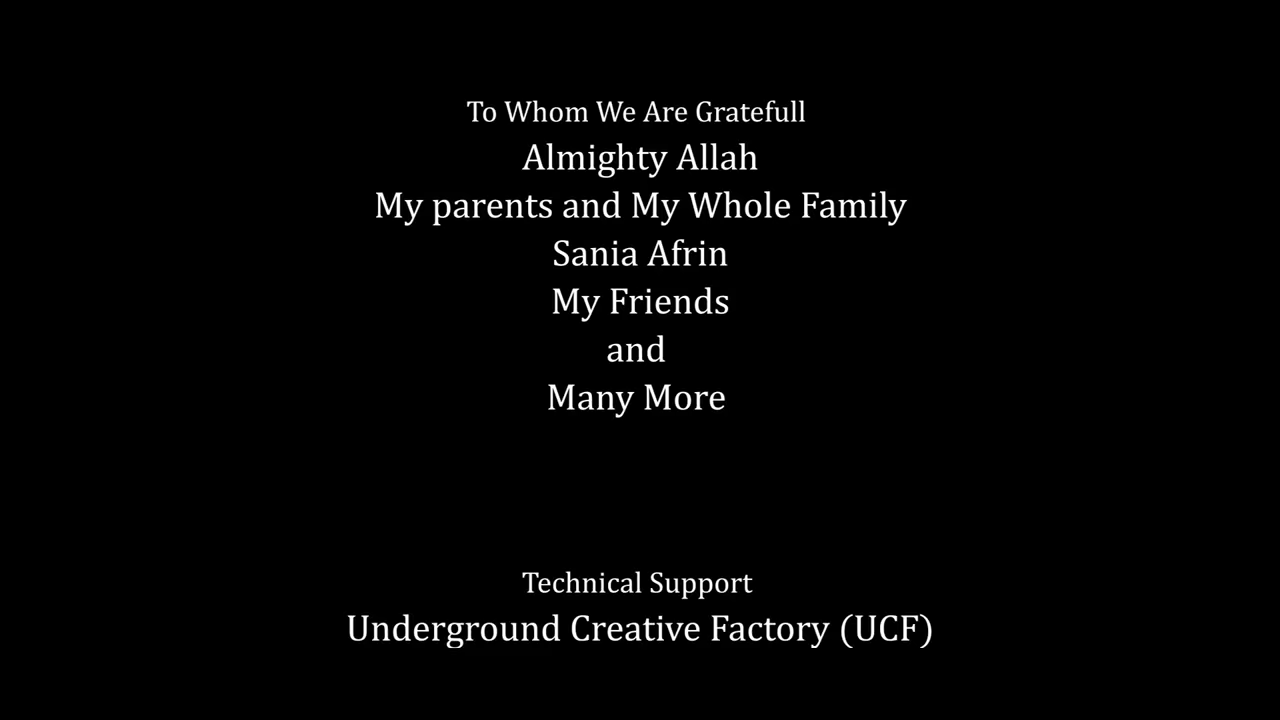 To Whom We Are Gratefull
Almighty Allah
My parents and My Whole Family
Sania Afrin
My Friends
and
Many More
Technical Support
Underground Creative Factory (UCF)